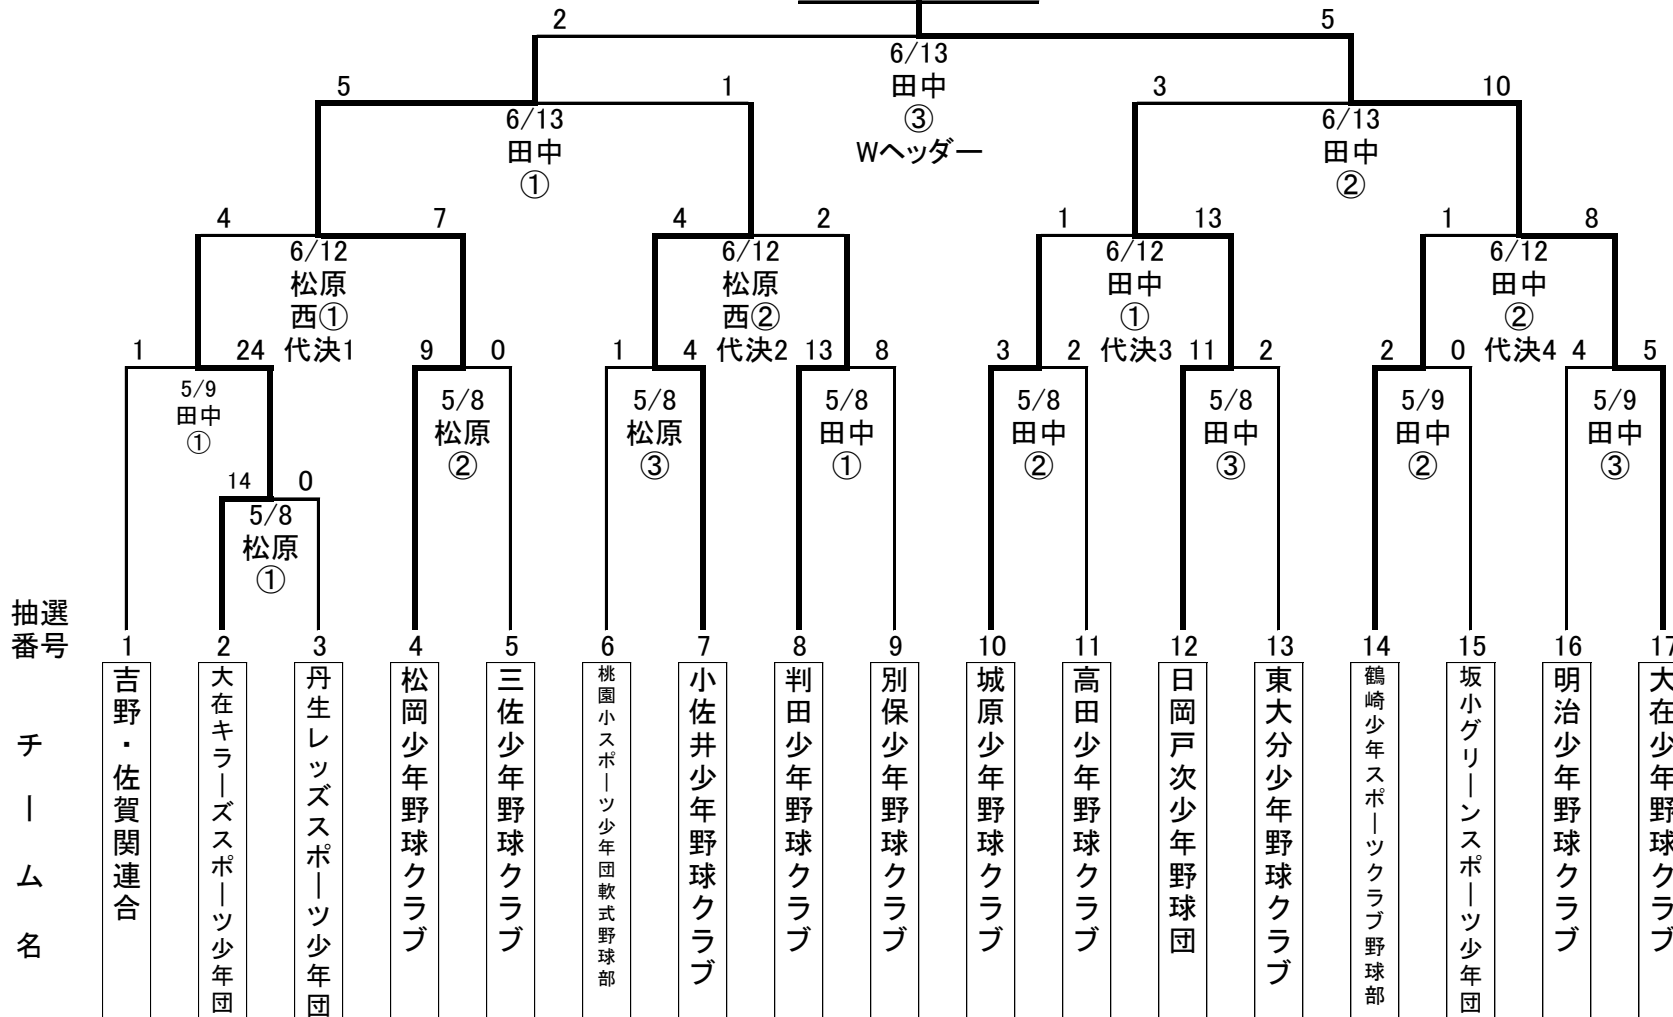 2 5
6/13
田中
③
Wヘッダー
5 1 3 10
6/13 6/13
田中 田中
① ②
4 7 4 2 1 13 1 8
6/12 6/12 6/12 6/12
松原 松原 田中 田中
西① 西② ① ②
1 24 代決1 9 0 1 4 代決2 13 8 3 2 代決3 11 2 2 0 代決4 4 5
5/9 5/8 5/8 5/8 5/8 5/8 5/9 5/9
田中 松原 松原 田中 田中 田中 田中 田中
① ② ③ ① ② ③ ② ③
14 0
5/8
松原
①
抽選
番号
1 2 3 4 5 6 7 8 9 10 11 12 13 14 15 16 17
チーム名
吉野・佐賀関連合
大在キラーズスポーツ少年団
丹生レッズスポーツ少年団
松岡少年野球クラブ
三佐少年野球クラブ
桃園小スポーツ少年団軟式野球部
小佐井少年野球クラブ
判田少年野球クラブ
別保少年野球クラブ
城原少年野球クラブ
高田少年野球クラブ
日岡戸次少年野球団
東大分少年野球クラブ
鶴崎少年スポーツクラブ野球部
坂小グリーンスポーツ少年団
明治少年野球クラブ
大在少年野球クラブ